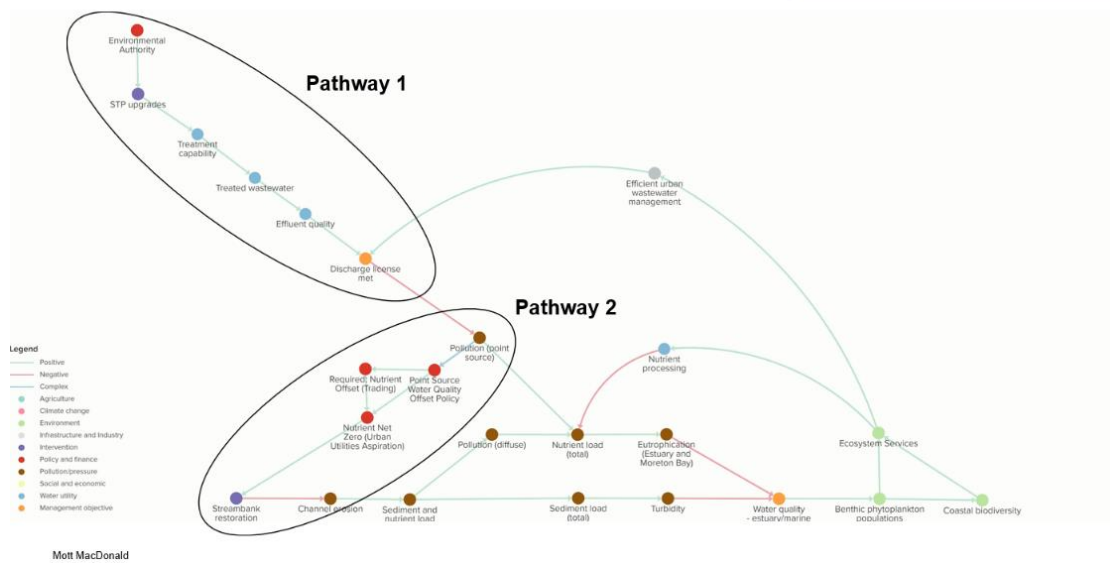 Environmental
Authority
Pathway 1
STP upgrades
Treatment
capability
Treated wastewater
Efficient urban
wastewater
management
Effluent quality
Discharge license
met
Pathway 2
Pollution (point
source)
Nutrient
processing
Required: Nutrient
Offset (Trading)
Point Source
Water Quality
Offset Policy
Nutrient Net
Zero (Urban
Utilities Aspiration)
Pollution (diffuse)
Nutrient load
(total)
Eutrophication
(Estuary and
Moreton Bay)
Ecosystem Services
Streambank
restoration
Channel erosion
Sediment and
nutrient load
Sediment load
(total)
Turbidity
Water quality
- estuary/marine
Benthic phytoplankton
populations
Coastal biodiversity
Legend
Positive
Negative
Complex
Agriculture
Climate change
Environment
Infrastructure and Industry
Intervention
Policy and finance
Pollution/pressure
Social and economic
Water utility
Management objective
Mott MacDonald